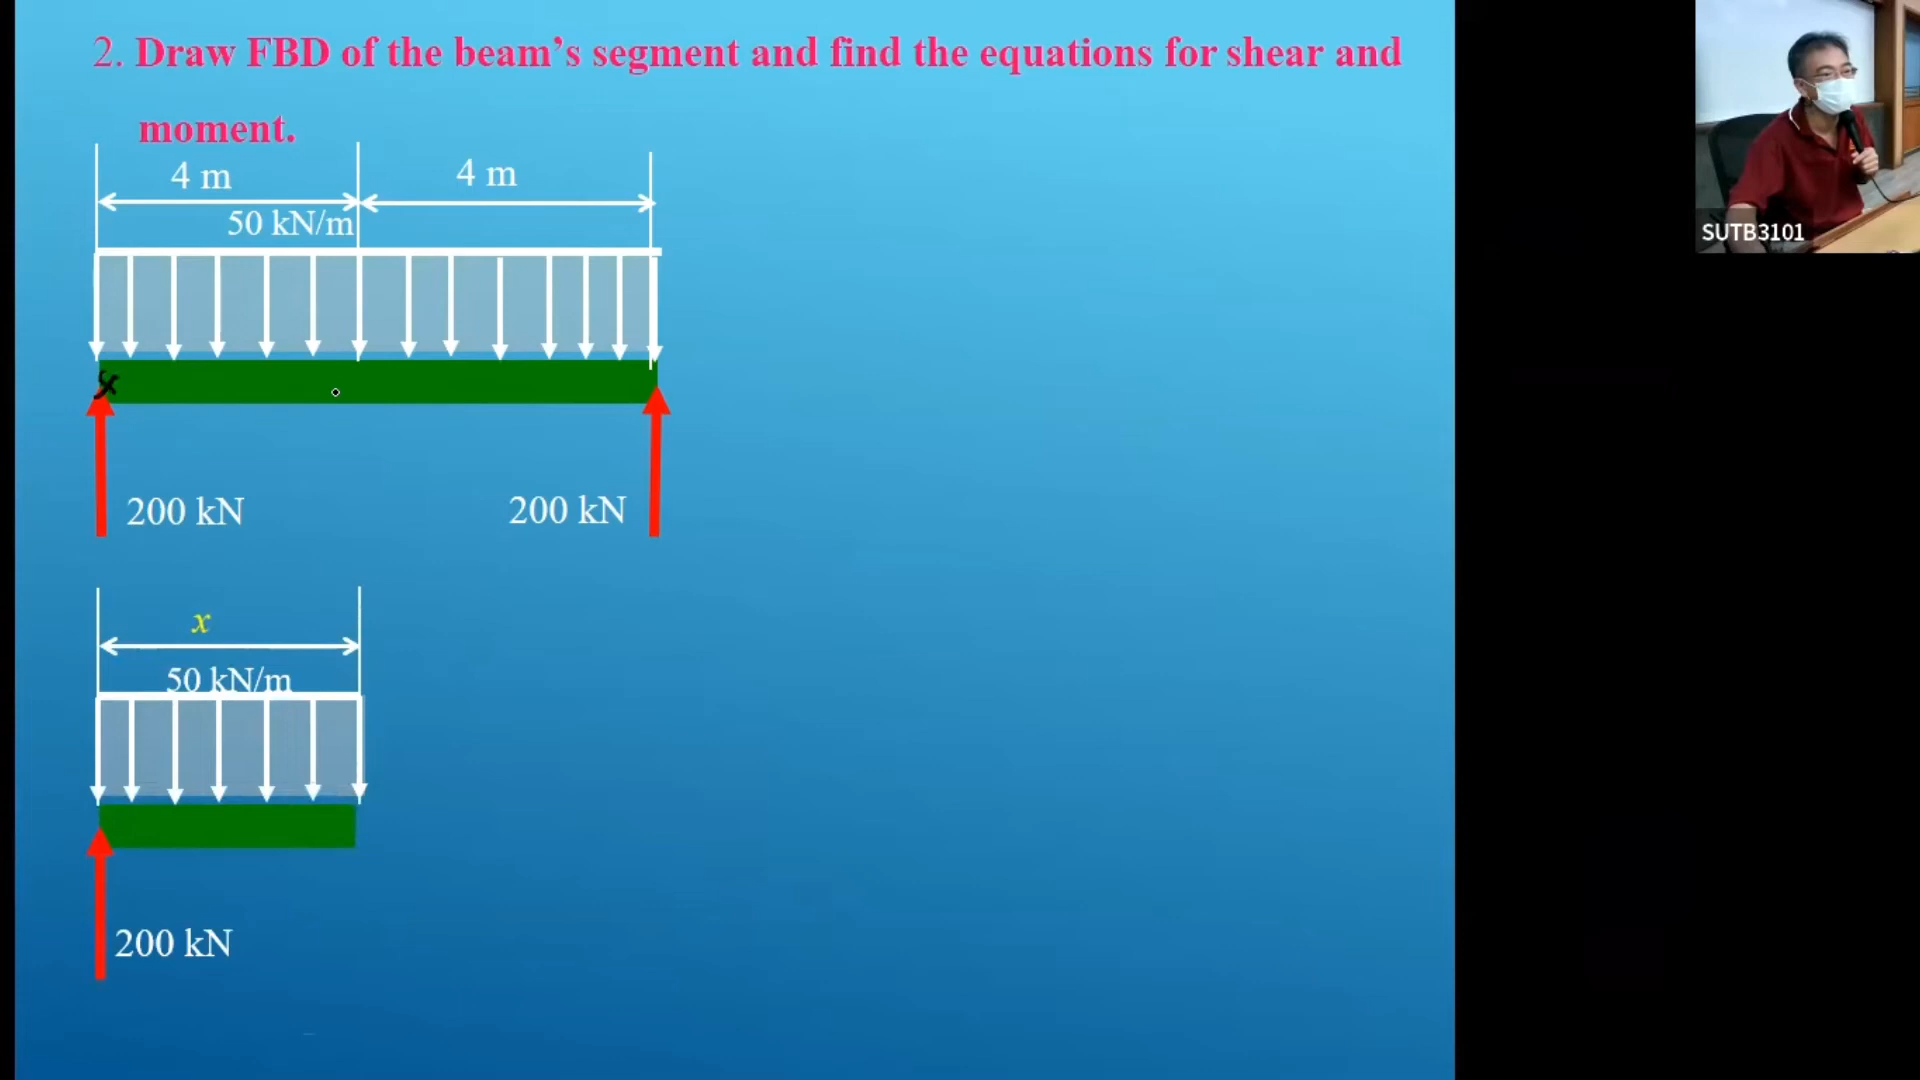 2. Draw FBD of the beam’s segment and find the equations for shear and
moment.
4 m
4 m
50 kN/m
200 kN
200 kN
x
50 kN/m
200 kN
SUTB3101